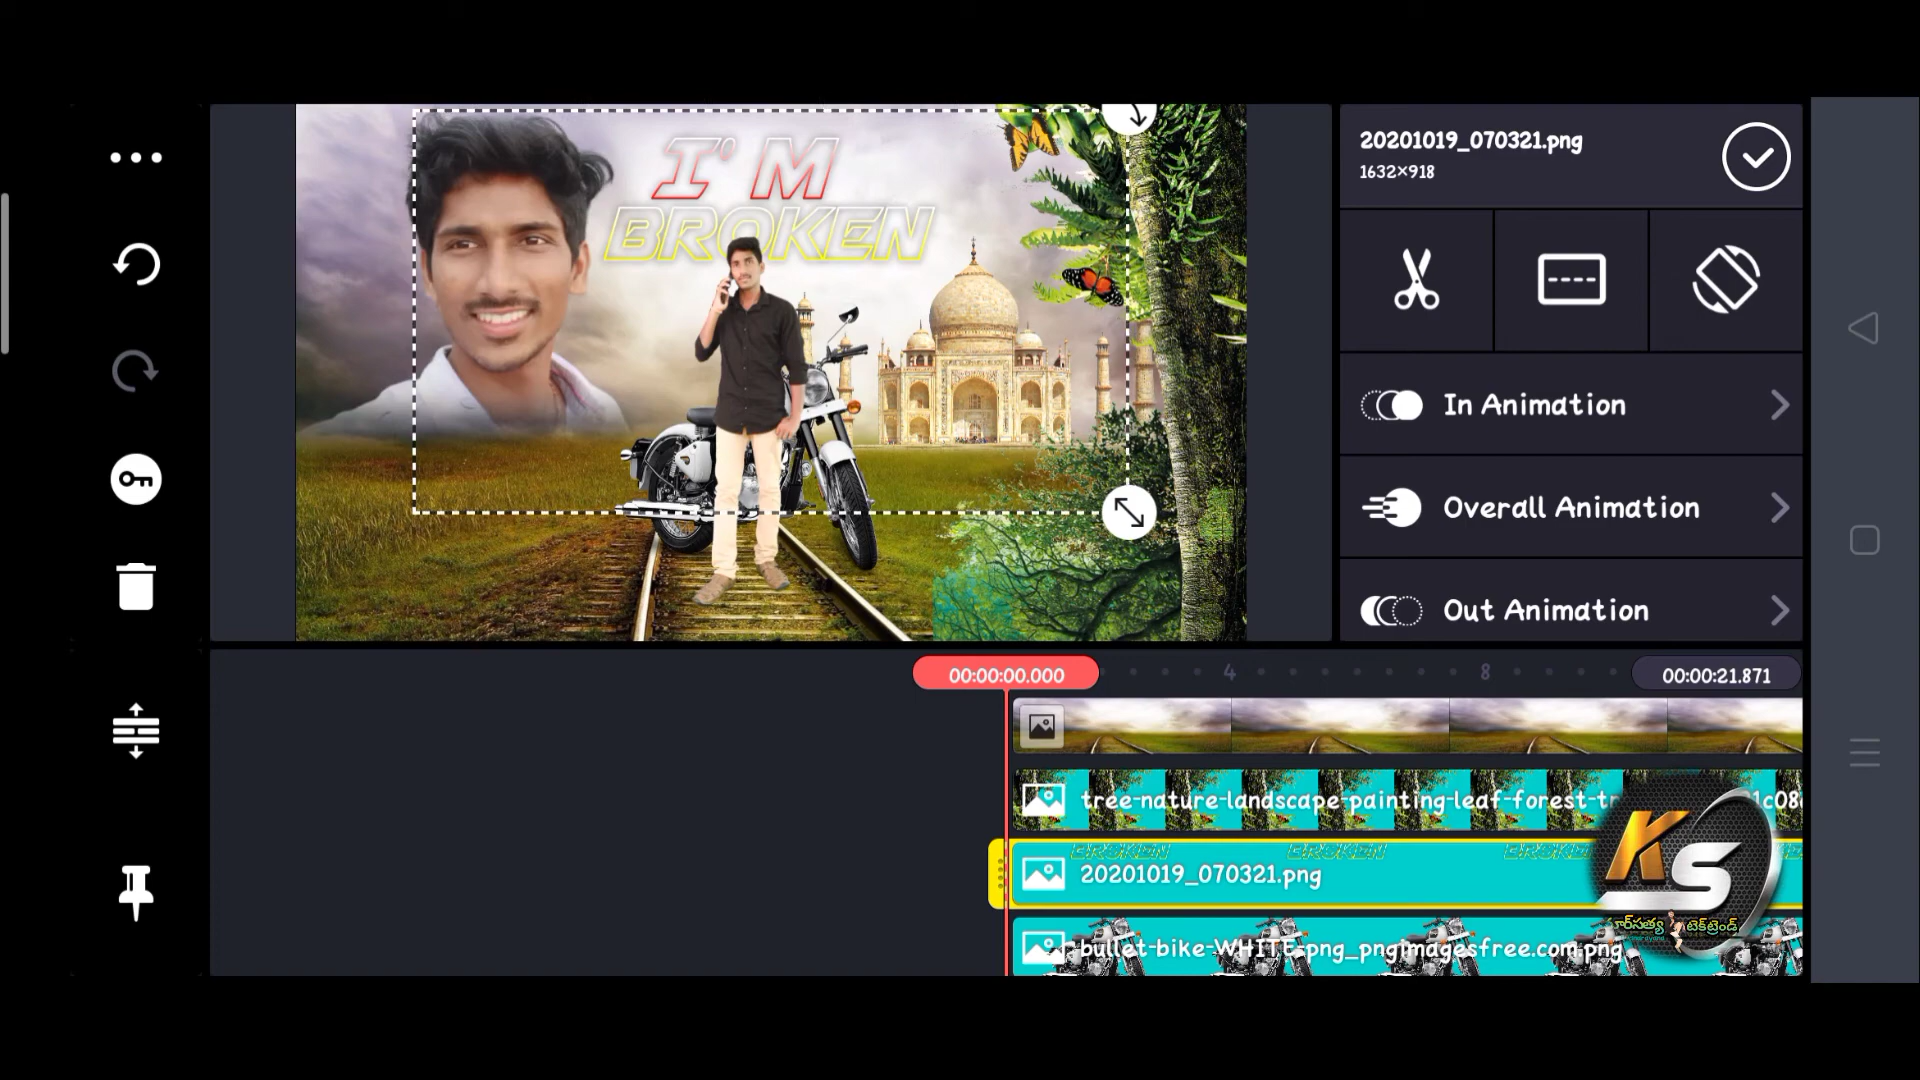 I'M
BROKEN
20201019_070321.png
1632×918
In Animation
Overall Animation
Out Animation
00:00:00.000
4
8
00:00:21.871
tree-nature-landscape-painting-leaf-forest-tr
1c08
BROKEN BROKEN
20201019_070321.png
KS
టెక్‌ట్రెండ్
bullet-bike-WHITE-png_pngimagesfree.com.png